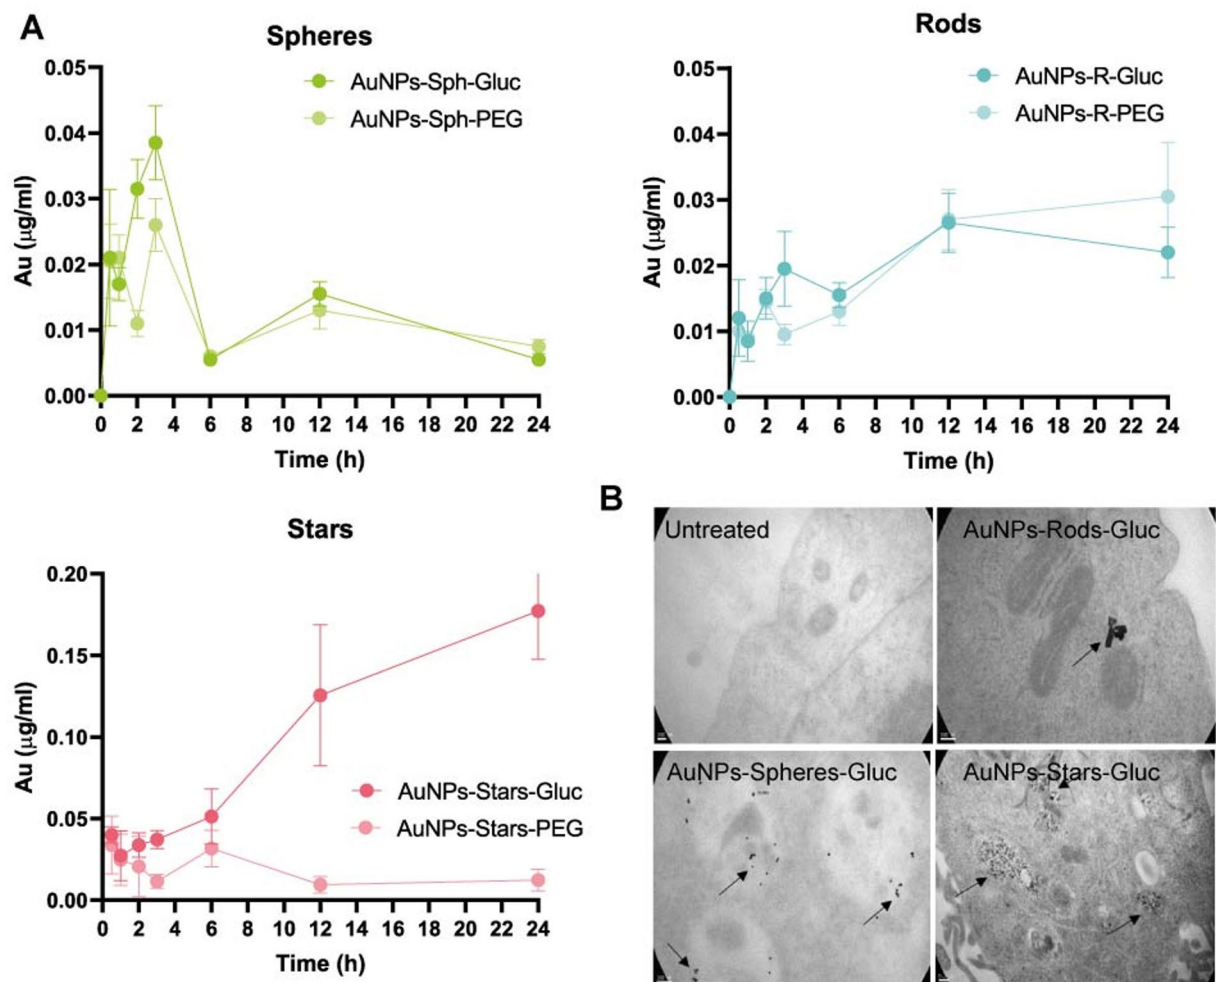 A
Spheres
AuNPs-Sph-Gluc
AuNPs-Sph-PEG
0.05
0.04
0.03
0.02
0.01
0.00
Au (μg/ml)
0 2 4 6 8 10 12 14 16 18 20 22 24
Time (h)
Rods
AuNPs-R-Gluc
AuNPs-R-PEG
0.05
0.04
0.03
0.02
0.01
0.00
Au (μg/ml)
0 2 4 6 8 10 12 14 16 18 20 22 24
Time (h)
Stars
0.20
0.15
0.10
0.05
0.00
Au (μg/ml)
AuNPs-Stars-Gluc
AuNPs-Stars-PEG
0 2 4 6 8 10 12 14 16 18 20 22 24
Time (h)
B
Untreated
AuNPs-Rods-Gluc
AuNPs-Spheres-Gluc
AuNPs-Stars-Gluc